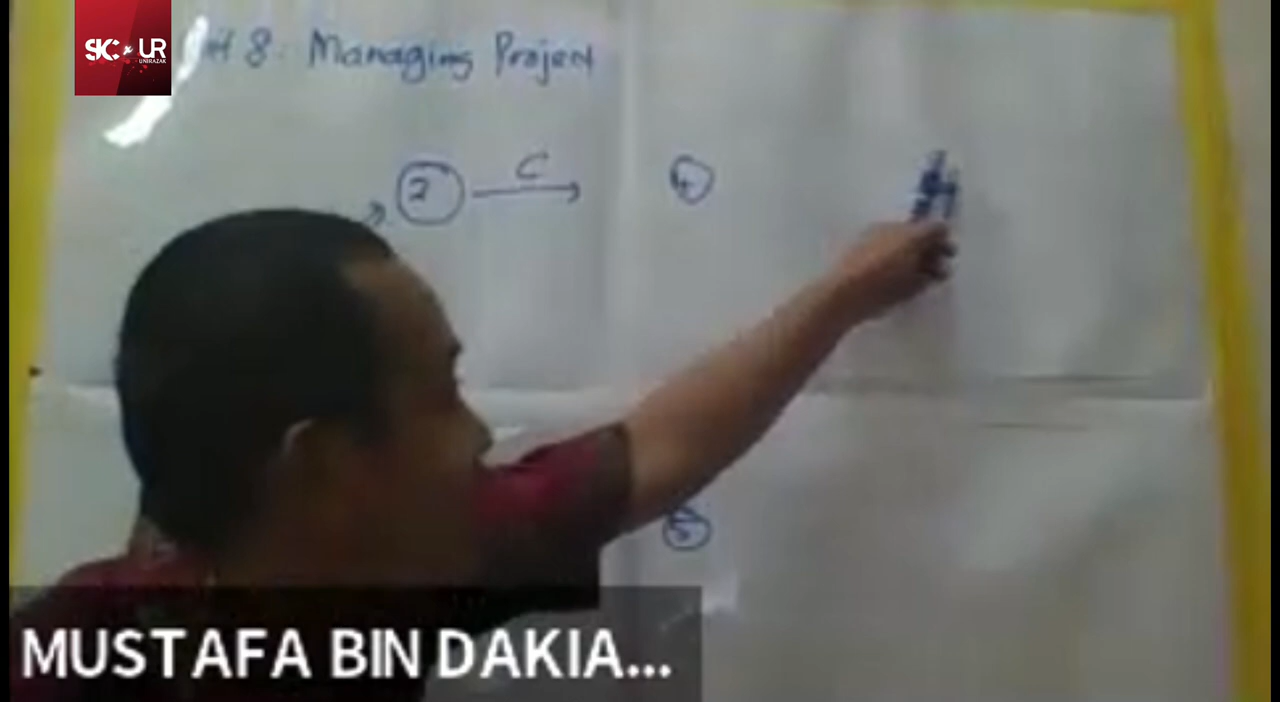 SKOUR
UNIRAZAK
8. Managing Project
C
2
4
5
MUSTAFA BIN DAKIA...